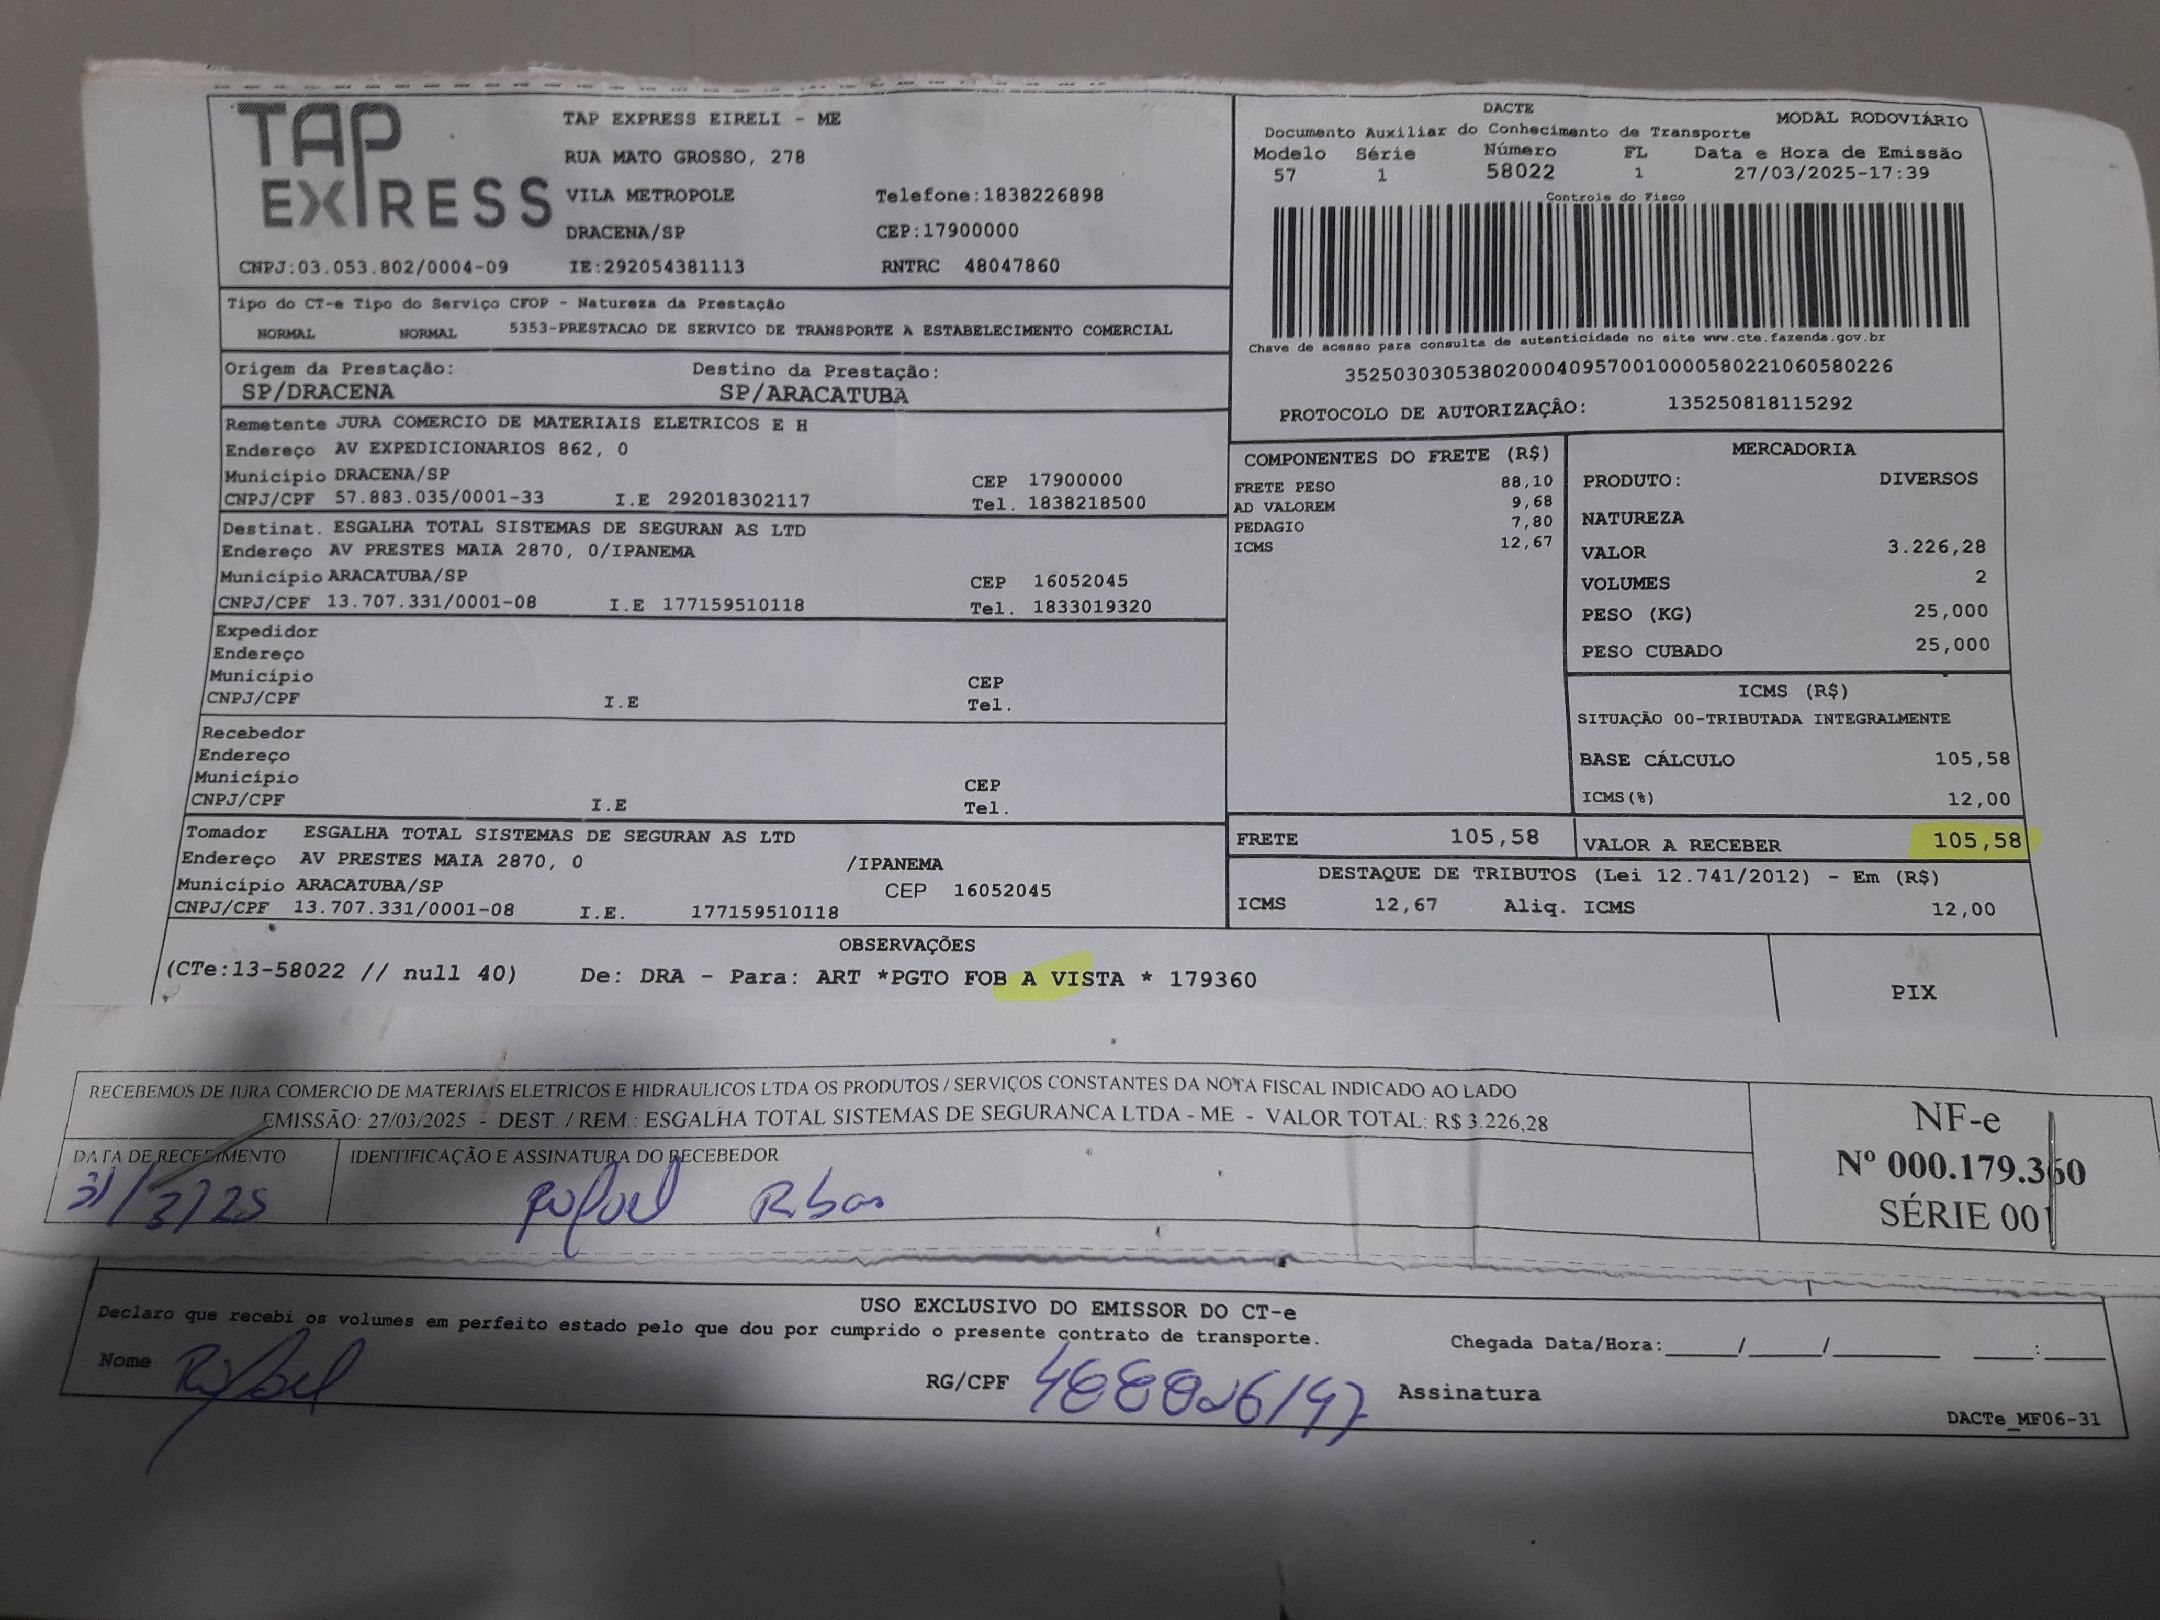 TAP
EXPRESS
TAP EXPRESS EIRELI - ME
RUA MATO GROSSO, 278
VILA METROPOLE Telefone:1838226898
DRACENA/SP CEP:17900000
CNPJ:03.053.802/0004-09 IE:292054381113 RNTRC 48047860
DACTE MODAL RODOVIÁRIO
Documento Auxiliar do Conhecimento de Transporte
Modelo Série Número FL Data e Hora de Emissão
57 1 58022 1 27/03/2025-17:39
Controle do Fisco
Chave de acesso para consulta de autenticidade no site www.cte.fazenda.gov.br
35250303053802000409570010000580221060580226
PROTOCOLO DE AUTORIZAÇÂO: 135250818115292
Tipo do CT-e Tipo do Serviço CFOP - Natureza da Prestação
NORMAL NORMAL 5353-PRESTACAO DE SERVICO DE TRANSPORTE A ESTABELECIMENTO COMERCIAL
Origem da Prestação: Destino da Prestação:
SP/DRACENA SP/ARACATUBA
Remetente JURA COMERCIO DE MATERIAIS ELETRICOS E H
Endereço AV EXPEDICIONARIOS 862, 0
Município DRACENA/SP CEP 17900000
CNPJ/CPF 57.883.035/0001-33 I.E 292018302117 Tel. 1838218500
Destinat. ESGALHA TOTAL SISTEMAS DE SEGURAN AS LTD
Endereço AV PRESTES MAIA 2870, 0/IPANEMA
Município ARACATUBA/SP CEP 16052045
CNPJ/CPF 13.707.331/0001-08 I.E 177159510118 Tel. 1833019320
Expedidor
Endereço
Município CEP
CNPJ/CPF I.E Tel.
Recebedor
Endereço
Município CEP
CNPJ/CPF I.E Tel.
Tomador ESGALHA TOTAL SISTEMAS DE SEGURAN AS LTD
Endereço AV PRESTES MAIA 2870, 0 /IPANEMA
Município ARACATUBA/SP CEP 16052045
CNPJ/CPF 13.707.331/0001-08 I.E. 177159510118
COMPONENTES DO FRETE (R$)
FRETE PESO 88,10
AD VALOREM 9,68
PEDAGIO 7,80
ICMS 12,67
MERCADORIA
PRODUTO: DIVERSOS
NATUREZA
VALOR 3.226,28
VOLUMES 2
PESO (KG) 25,000
PESO CUBADO 25,000
ICMS (R$)
SITUAÇÃO 00-TRIBUTADA INTEGRALMENTE
BASE CÁLCULO 105,58
ICMS(%) 12,00
FRETE 105,58 VALOR A RECEBER 105,58
DESTAQUE DE TRIBUTOS (Lei 12.741/2012) - Em (R$)
ICMS 12,67 Aliq. ICMS 12,00
OBSERVAÇÕES
(CTe:13-58022 // null 40) De: DRA - Para: ART *PGTO FOB A VISTA * 179360
PIX
RECEBEMOS DE JURA COMERCIO DE MATERIAIS ELETRICOS E HIDRAULICOS LTDA OS PRODUTOS / SERVIÇOS CONSTANTES DA NOTA FISCAL INDICADO AO LADO
EMISSÃO: 27/03/2025 - DEST. / REM.: ESGALHA TOTAL SISTEMAS DE SEGURANCA LTDA - ME - VALOR TOTAL: R$ 3.226,28
DATA DE RECEBIMENTO IDENTIFICAÇÃO E ASSINATURA DO RECEBEDOR
31/3/25 Rafael Ribas
NF-e
Nº 000.179.360
SÉRIE 001
USO EXCLUSIVO DO EMISSOR DO CT-e
Declaro que recebi os volumes em perfeito estado pelo que dou por cumprido o presente contrato de transporte.
Chegada Data/Hora:_____/_____/_______ ____:____
Nome Rafael RG/CPF Assinatura
DACTe_MF06-31